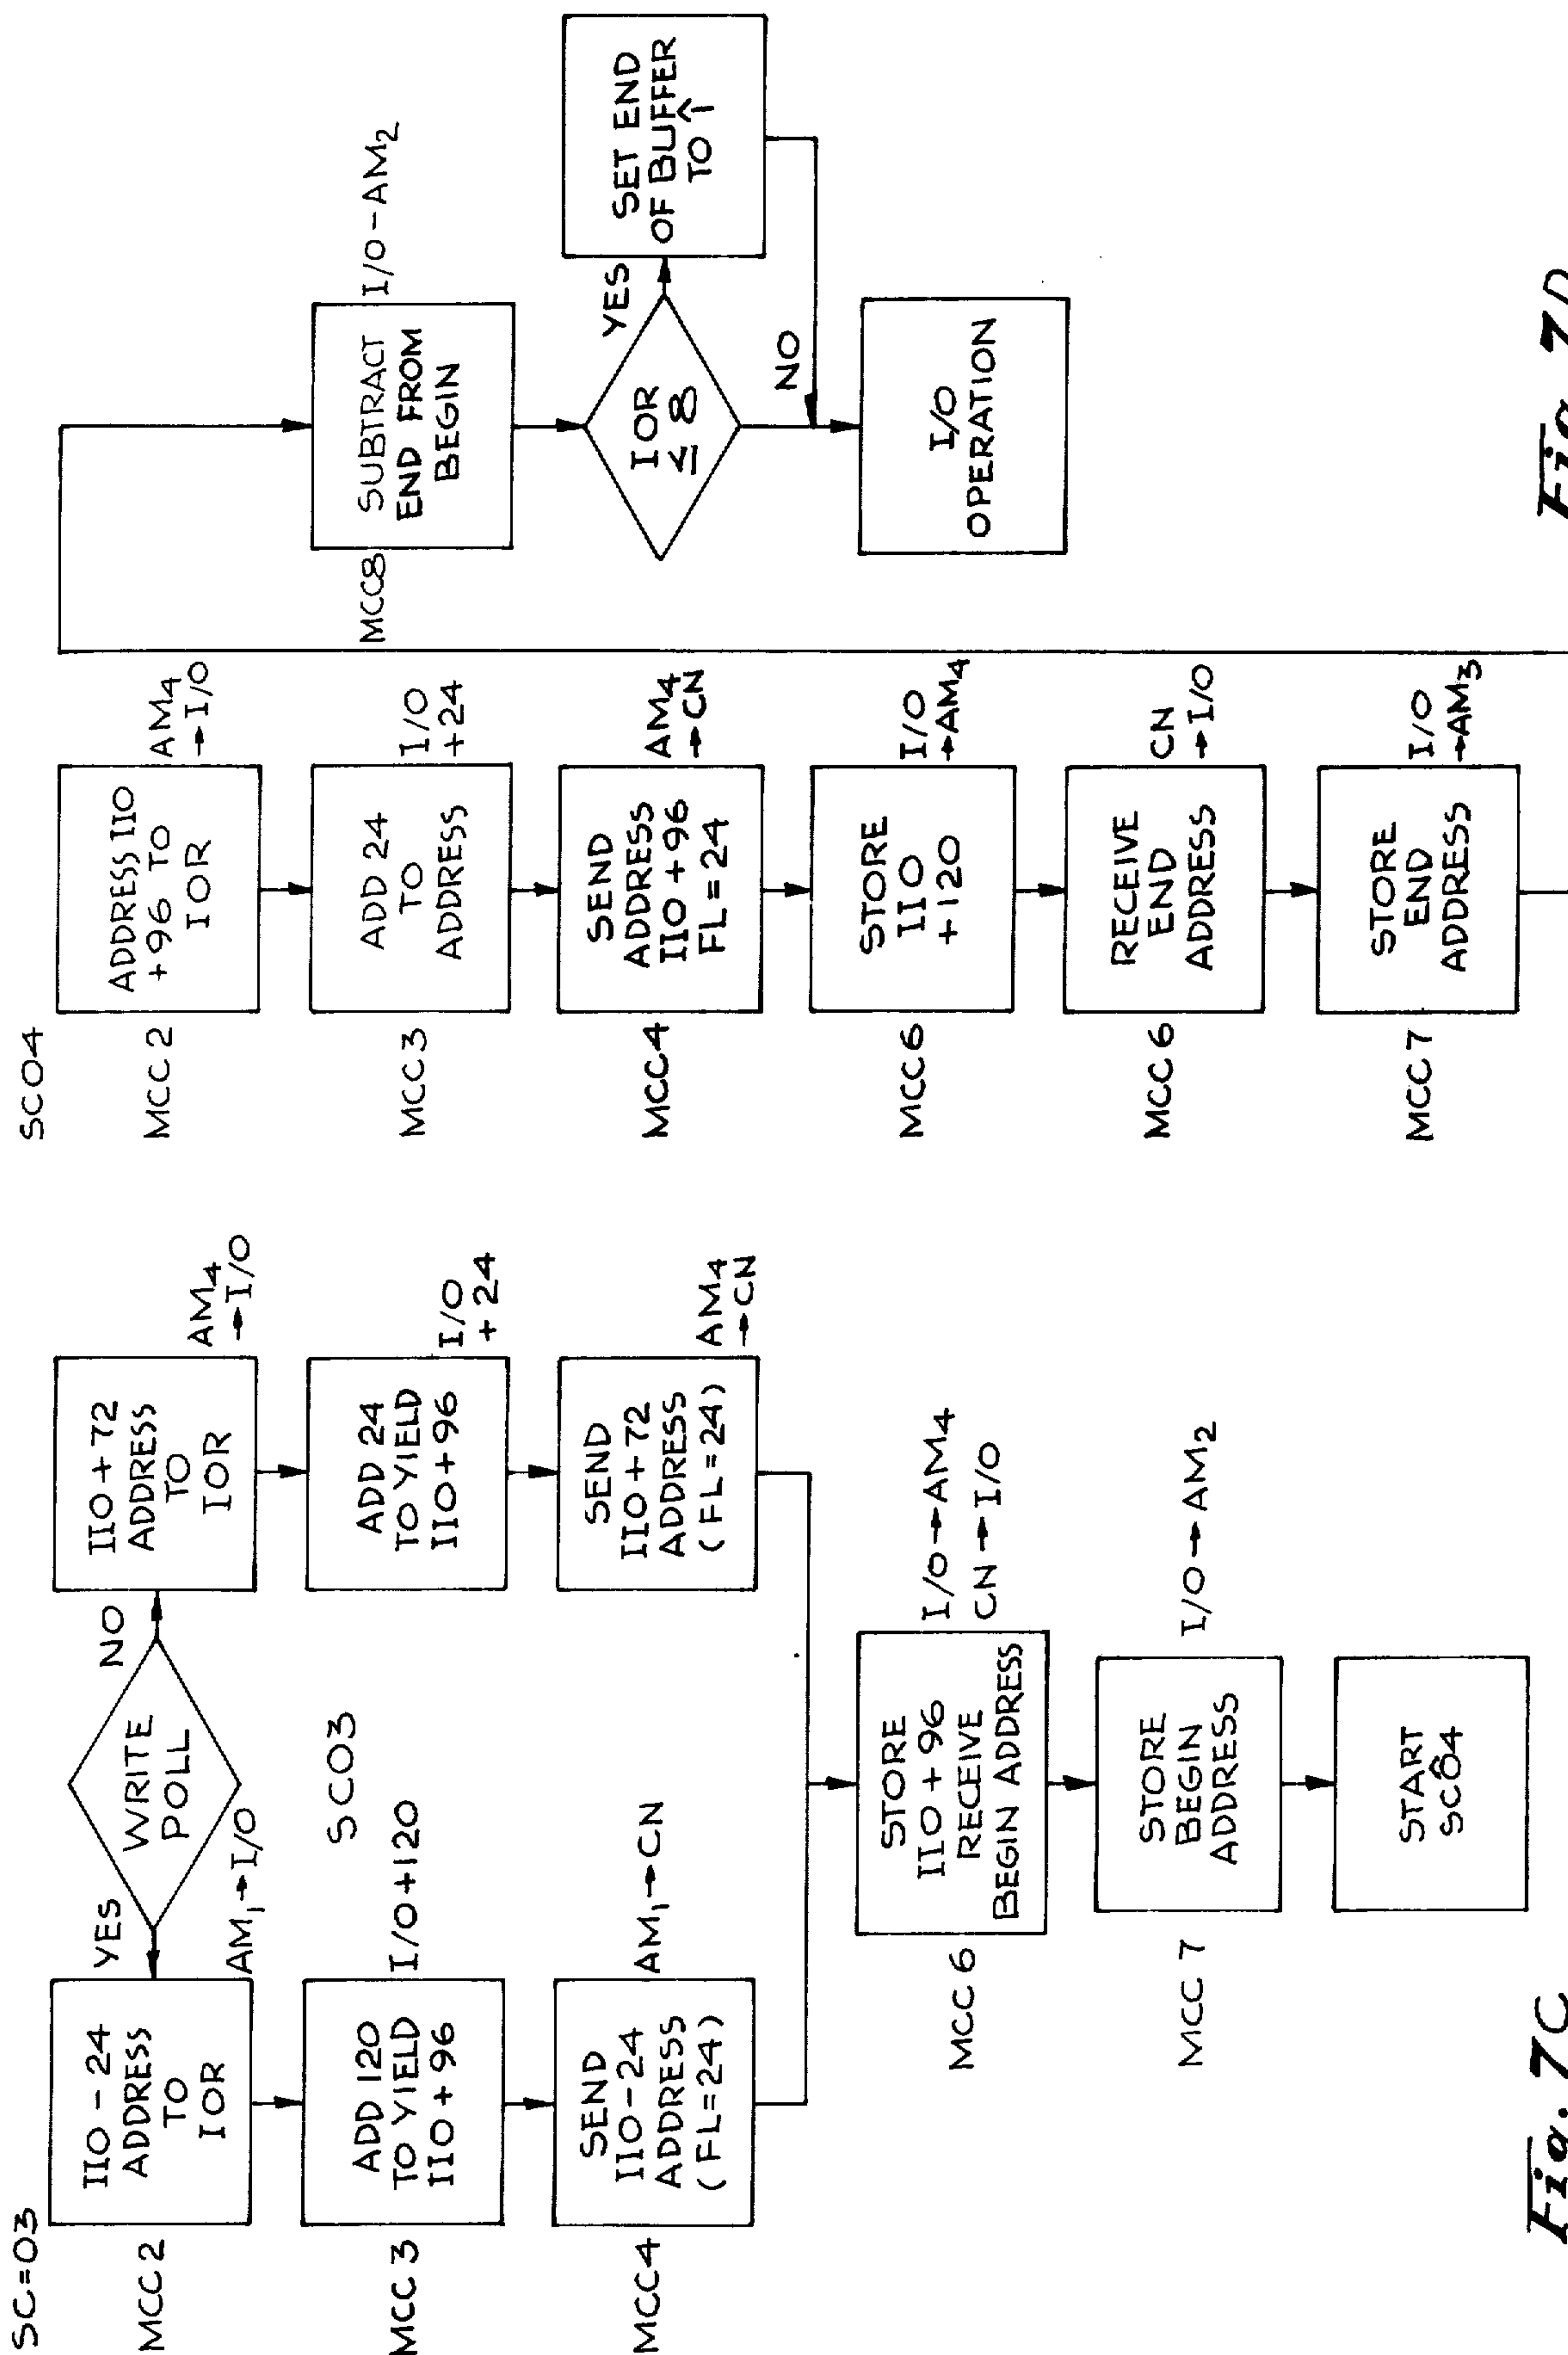 SC=03
MCC 2
IIO - 24
ADDRESS
TO
IOR
YES
AM₁→I/O
WRITE
POLL
NO
IIO + 72
ADDRESS
TO
IOR
AM₄
→I/O
MCC 3
ADD 120
TO YIELD
IIO + 96
I/O+120
SCO3
ADD 24
TO YIELD
IIO+96
I/O
+ 24
MCC4
SEND
IIO-24
ADDRESS
(FL=24)
AM₁→CN
SEND
IIO+72
ADDRESS
(FL=24)
AM₄
→CN
MCC 6
STORE
IIO + 96
RECEIVE
BEGIN ADDRESS
I/O→AM₄
CN→I/O
MCC 7
STORE
BEGIN
ADDRESS
I/O→AM₂
START
SCO4
Fig. 7C
SCO4
MCC 2
ADDRESS IIO
+96 TO
IOR
AM₄
→I/O
MCC 3
ADD 24
TO
ADDRESS
I/O
+24
MCC4
SEND
ADDRESS
IIO +96
FL=24
AM₄
→CN
MCC6
STORE
IIO
+120
I/O
→AM₄
MCC 6
RECEIVE
END
ADDRESS
CN
→I/O
MCC 7
STORE
END
ADDRESS
I/O
→AM₃
MCC8
SUBTRACT
END FROM
BEGIN
I/O-AM₂
IOR
≤ 8
YES
SET END
OF BUFFER
TO 1
NO
I/O
OPERATION
Fig. 7D